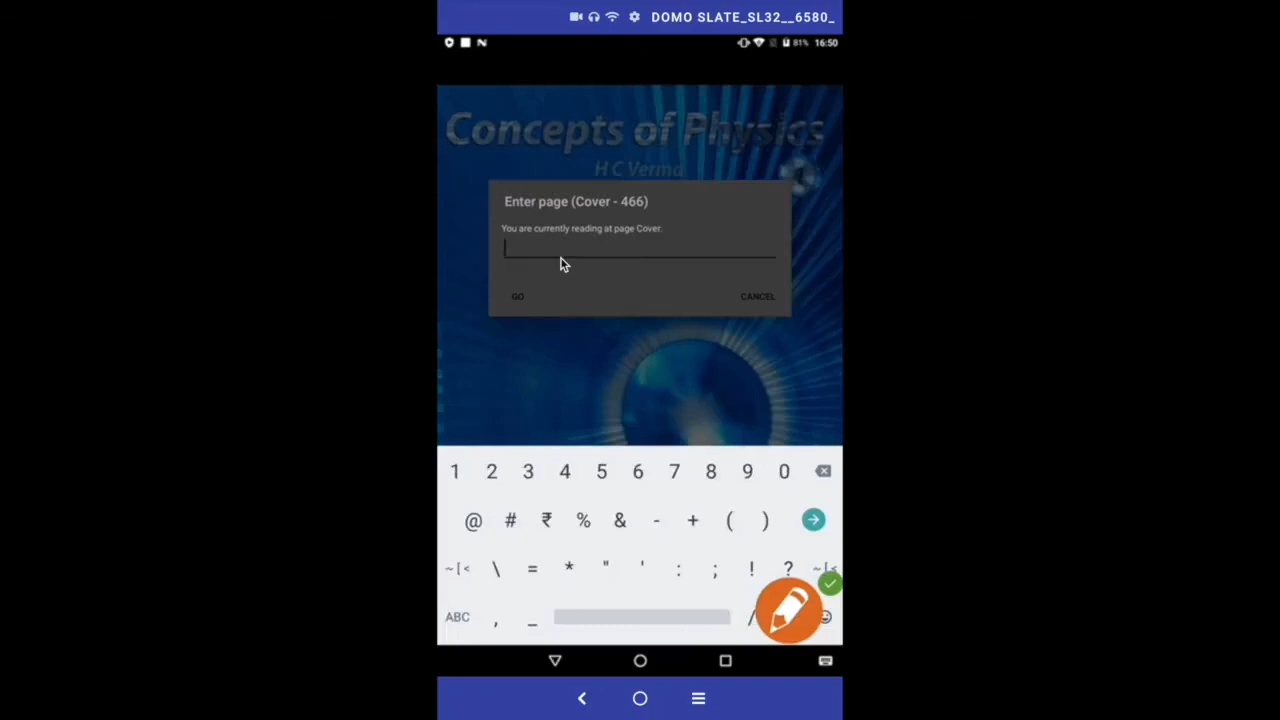 DOMO SLATE_SL32__6580_
81% 16:50
Concepts of Physics
H C Verma
Enter page (Cover - 466)
You are currently reading at page Cover.
GO CANCEL
1 2 3 4 5 6 7 8 9 0
@ # ₹ % & - + ( )
~[< \ = * " ' : ; ! ? ~[<
ABC , _ /